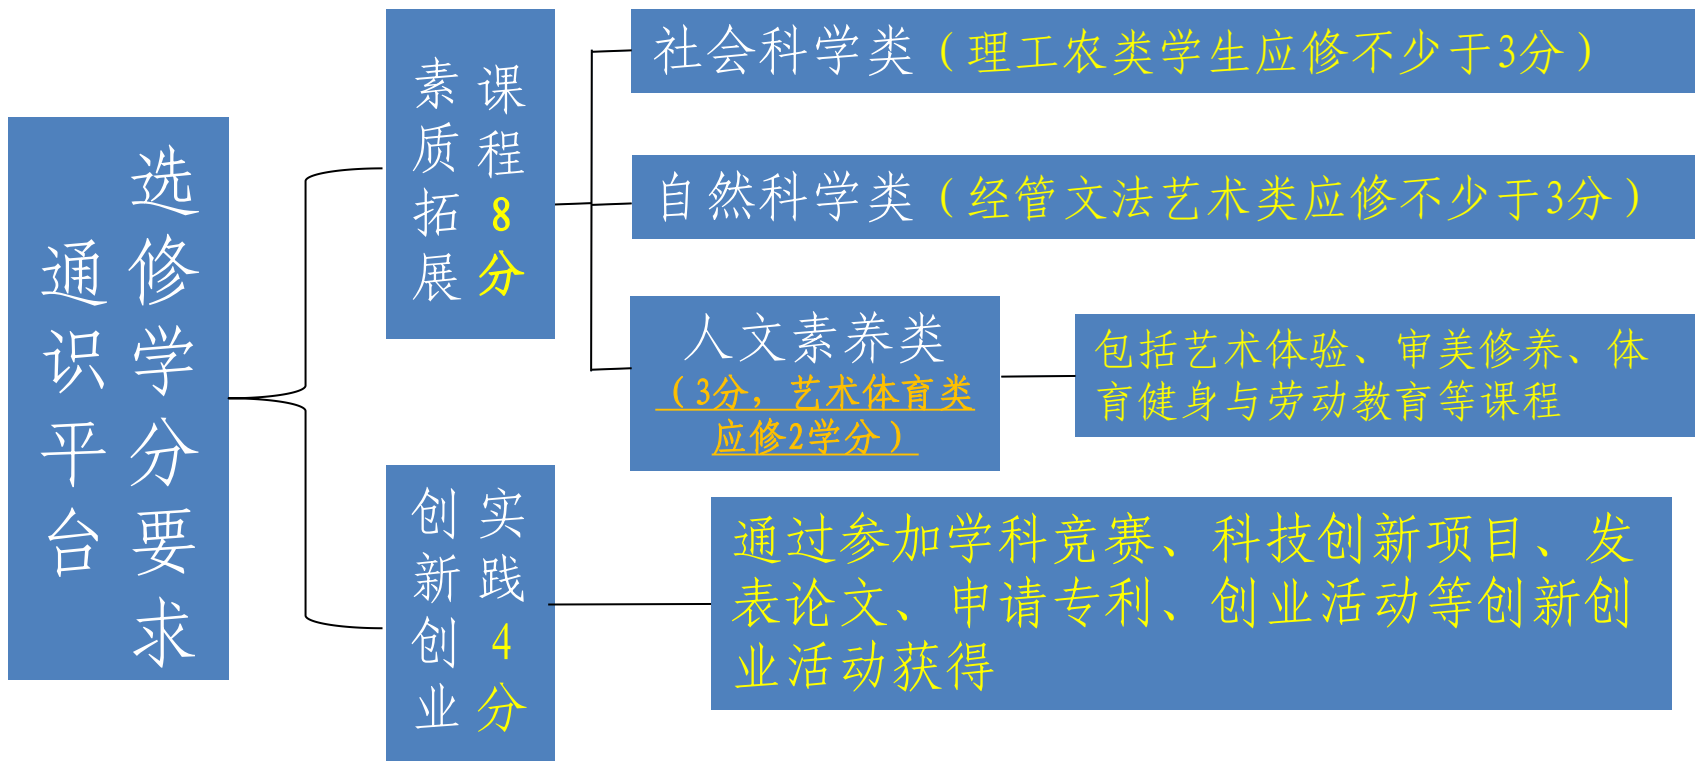 通识平台
选修学分要求
素质拓展
课程8分
社会科学类（理工农类学生应修不少于3分）
自然科学类（经管文法艺术类应修不少于3分）
人文素养类
（3分，艺术体育类
应修2学分）
包括艺术体验、审美修养、体
育健身与劳动教育等课程
创新创业
实践4分
通过参加学科竞赛、科技创新项目、发
表论文、申请专利、创业活动等创新创
业活动获得